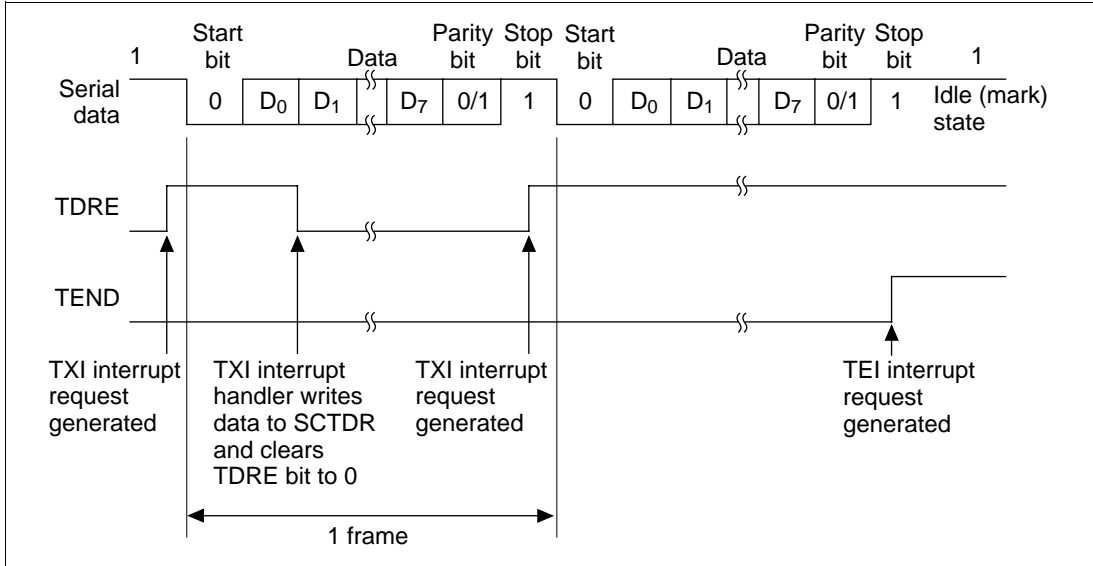 Start Parity Stop Start Parity Stop
1 bit Data bit bit bit Data bit bit 1
Serial data 0 D0 D1 D7 0/1 1 0 D0 D1 D7 0/1 1 Idle (mark) state
TDRE
TEND
TXI interrupt
request
generated
TXI interrupt
handler writes
data to SCTDR
and clears
TDRE bit to 0
TXI interrupt
request
generated
TEI interrupt
request
generated
1 frame